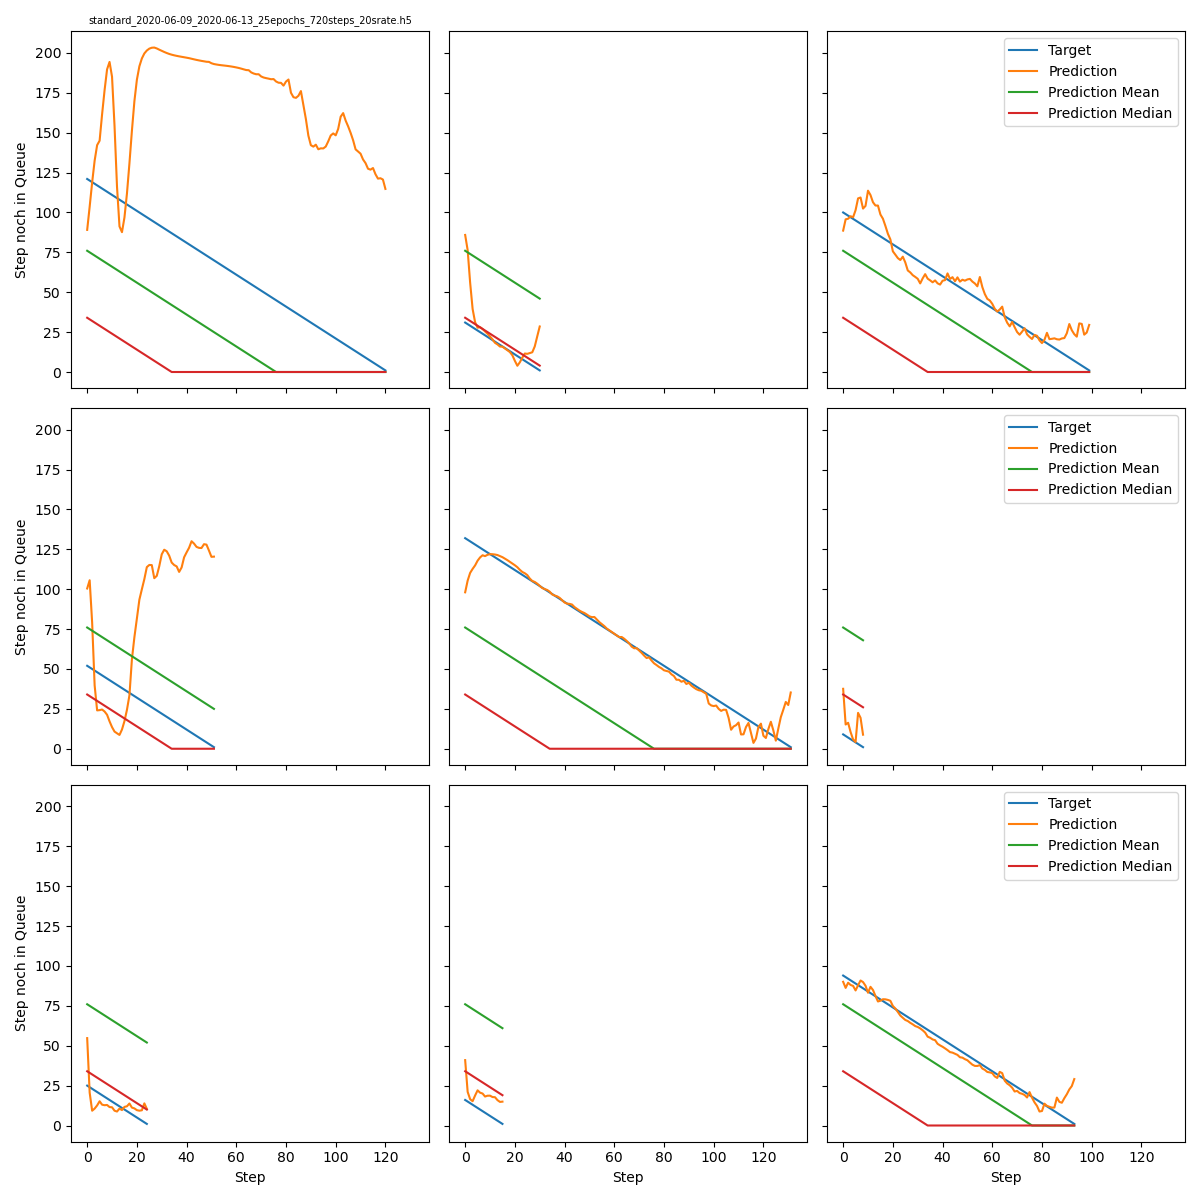 standard_2020-06-09_2020-06-13_25epochs_720steps_20srate.h5
200
175
150
125
100
75
50
25
0
Step noch in Queue
Target
Prediction
Prediction Mean
Prediction Median
200
175
150
125
100
75
50
25
0
Step noch in Queue
Target
Prediction
Prediction Mean
Prediction Median
200
175
150
125
100
75
50
25
0
Step noch in Queue
Target
Prediction
Prediction Mean
Prediction Median
0 20 40 60 80 100 120
Step
0 20 40 60 80 100 120
Step
0 20 40 60 80 100 120
Step